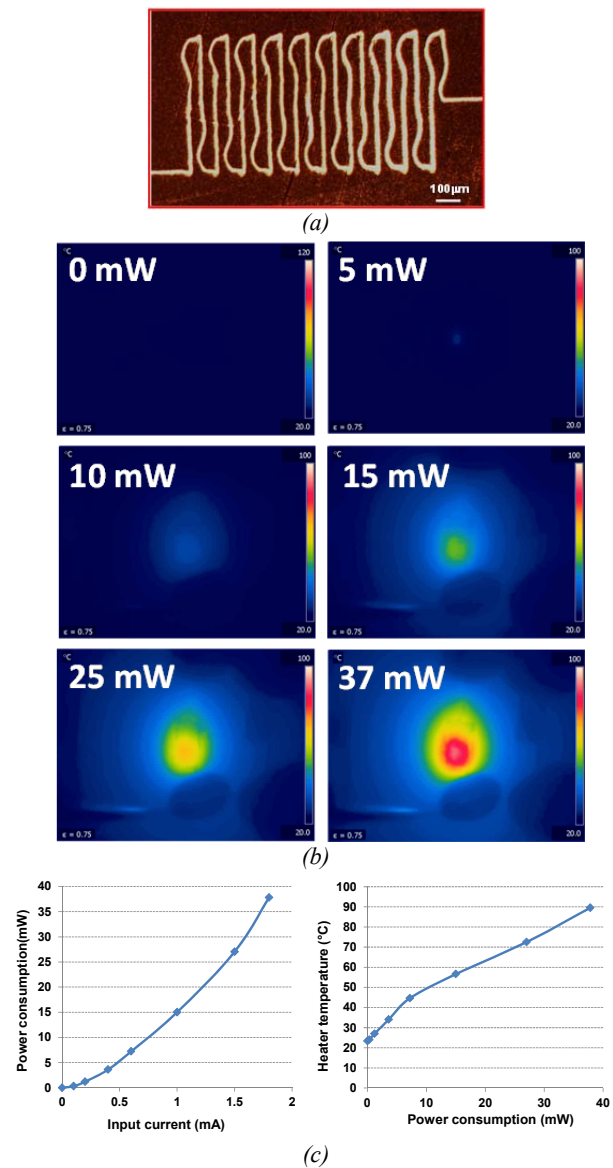 100µm
(a)
°C
120
0 mW
ε = 0.75
20.0
°C
100
5 mW
ε = 0.75
20.0
°C
100
10 mW
ε = 0.75
20.0
°C
100
15 mW
ε = 0.75
20.0
°C
100
25 mW
ε = 0.75
20.0
°C
100
37 mW
ε = 0.75
20.0
(b)
Power consumption(mW)
40
35
30
25
20
15
10
5
0
0
0.5
1
1.5
2
Input current (mA)
Heater temperature (°C)
100
90
80
70
60
50
40
30
20
10
0
0
10
20
30
40
Power consumption (mW)
(c)